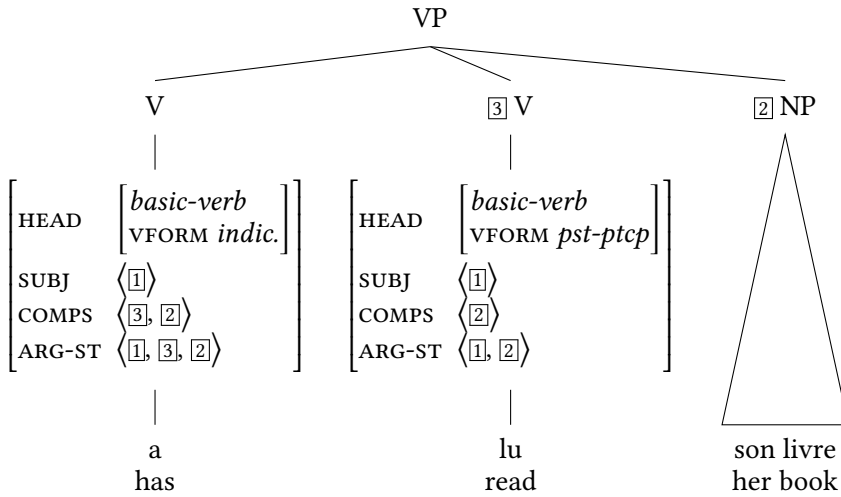 VP
V 3 V 2 NP
HEAD [basic-verb VFORM indic.] HEAD [basic-verb VFORM pst-ptcp]
SUBJ ⟨1⟩ SUBJ ⟨1⟩
COMPS ⟨3, 2⟩ COMPS ⟨2⟩
ARG-ST ⟨1, 3, 2⟩ ARG-ST ⟨1, 2⟩
a lu son livre
has read her book